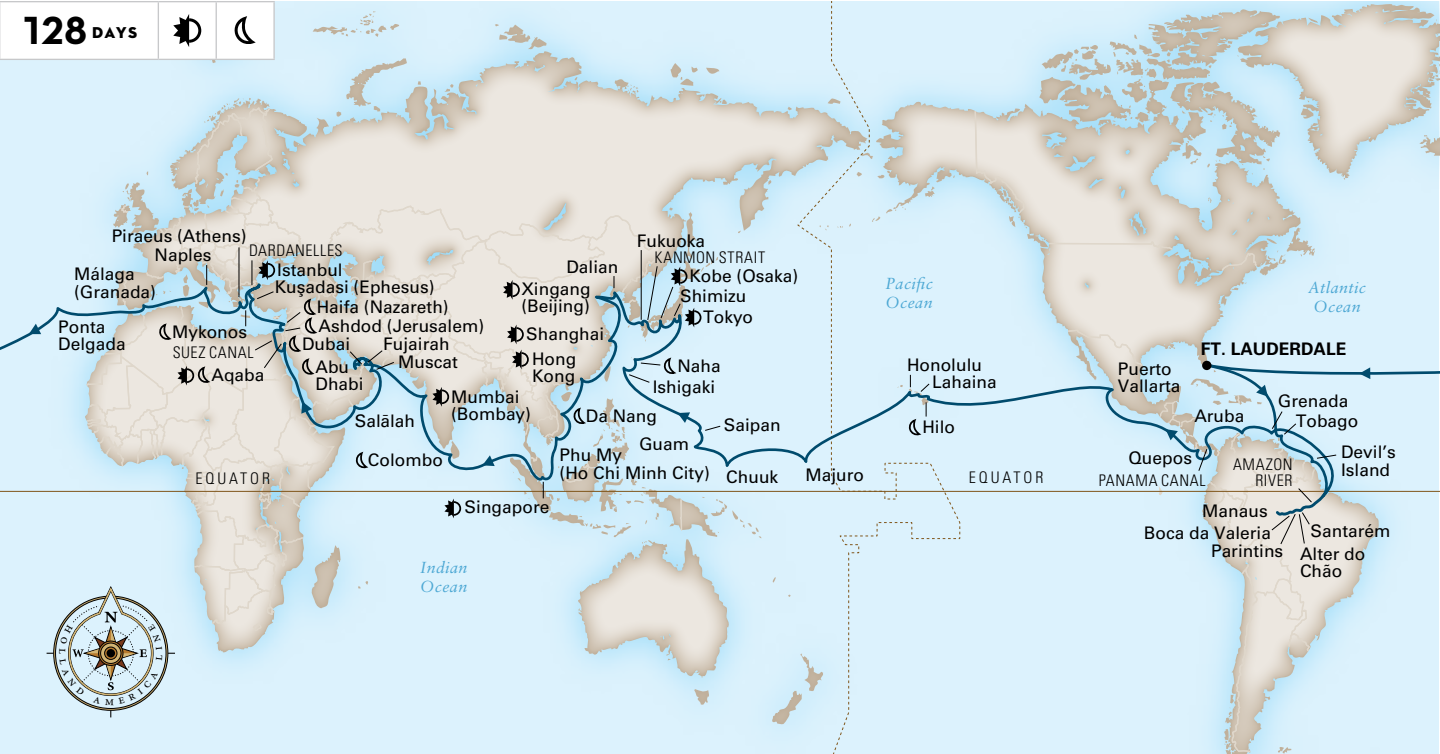 128 DAYS
Piraeus (Athens)
Naples
DARDANELLES
Istanbul
Málaga
(Granada)
Kuşadasi (Ephesus)
Haifa (Nazareth)
Ponta
Delgada
Mykonos
Ashdod (Jerusalem)
SUEZ CANAL
Dubai
Fujairah
Muscat
Aqaba
Abu
Dhabi
Salālah
Mumbai
(Bombay)
Colombo
EQUATOR
Singapore
Indian
Ocean
Fukuoka
KANMON STRAIT
Dalian
Kobe (Osaka)
Xingang
(Beijing)
Shimizu
Tokyo
Shanghai
Hong
Kong
Naha
Ishigaki
Da Nang
Saipan
Guam
Phu My
(Ho Chi Minh City)
Chuuk
Majuro
Pacific
Ocean
Honolulu
Lahaina
Hilo
EQUATOR
Atlantic
Ocean
FT. LAUDERDALE
Puerto
Vallarta
Grenada
Aruba
Tobago
Quepos
PANAMA CANAL
Devil's
Island
AMAZON
RIVER
Manaus
Boca da Valeria
Parintins
Santarém
Alter do
Chāo
N
W
E
S
HOLLAND AMERICA LINE